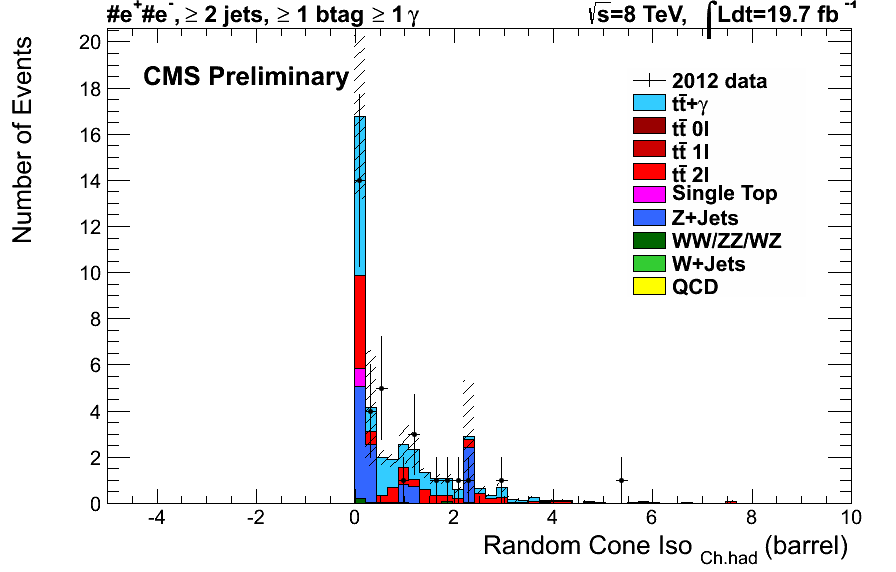 #e⁺#e⁻, ≥ 2 jets, ≥ 1 btag ≥ 1 γ √s=8 TeV, ∫Ldt=19.7 fb⁻¹
CMS Preliminary
2012 data
tt̄+γ
tt̄ 0l
tt̄ 1l
tt̄ 2l
Single Top
Z+Jets
WW/ZZ/WZ
W+Jets
QCD
Number of Events
20
18
16
14
12
10
8
6
4
2
0
-4 -2 0 2 4 6 8 10
Random Cone Iso Ch.had (barrel)